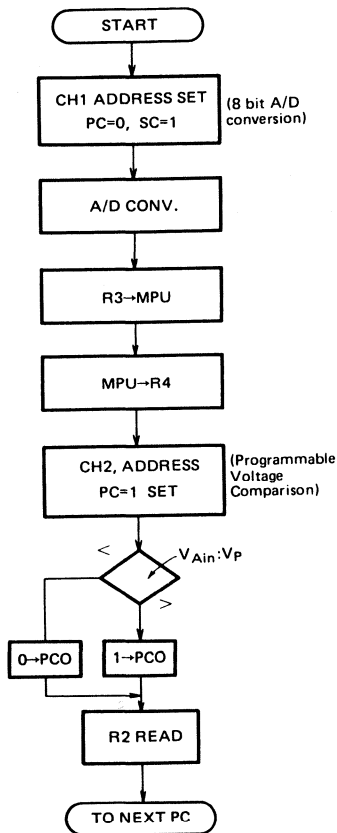 START
CH1 ADDRESS SET
PC=0, SC=1
(8 bit A/D
conversion)
A/D CONV.
R3→MPU
MPU→R4
CH2, ADDRESS
PC=1 SET
(Programmable
Voltage
Comparison)
<
VAin:VP
>
0→PCO
1→PCO
R2 READ
TO NEXT PC